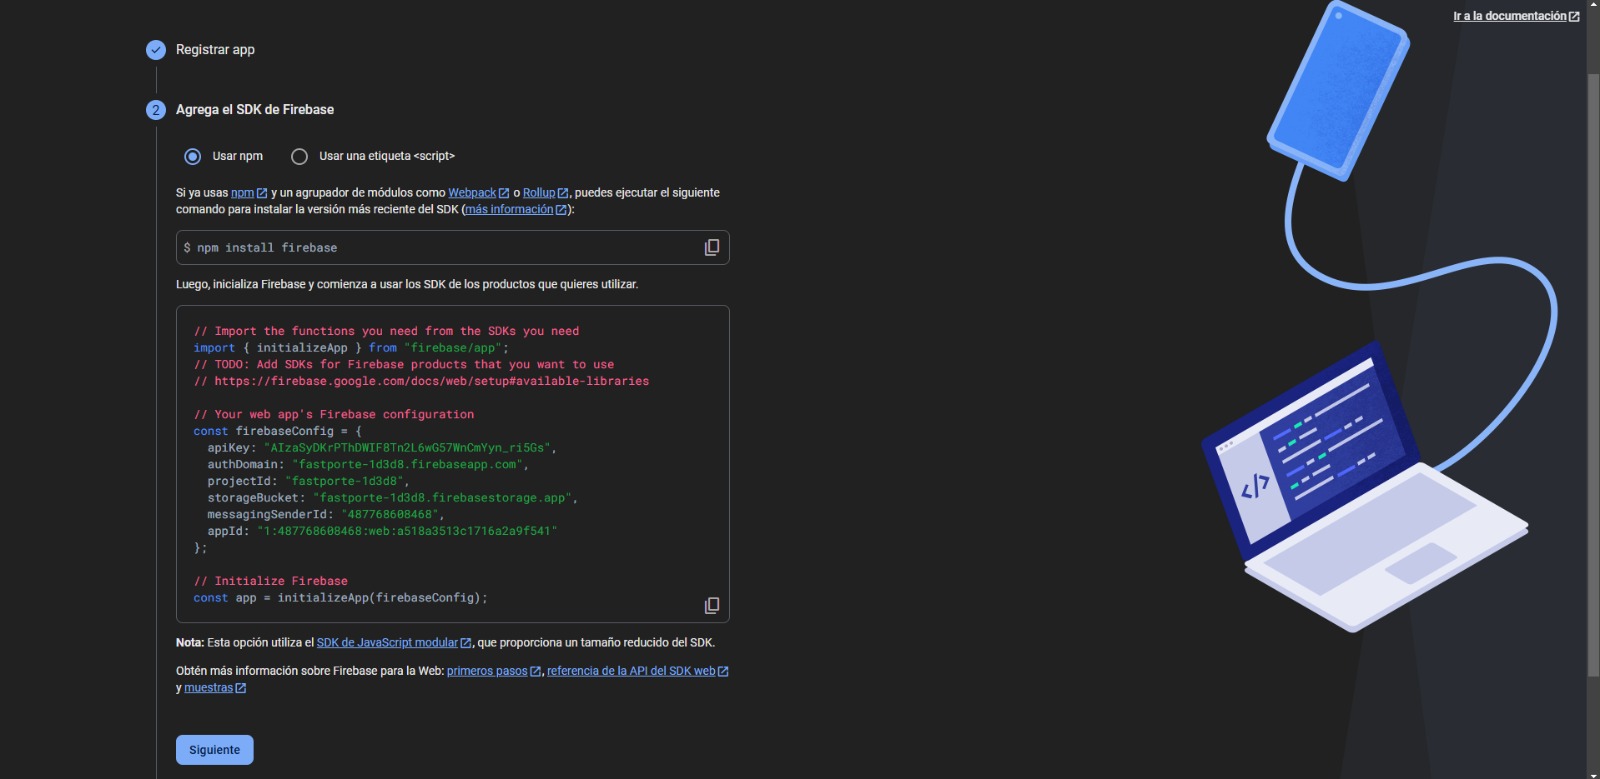 Ir a la documentación
Registrar app
2 Agrega el SDK de Firebase
Usar npm Usar una etiqueta <script>
Si ya usas npm y un agrupador de módulos como Webpack o Rollup, puedes ejecutar el siguiente
comando para instalar la versión más reciente del SDK (más información):
$ npm install firebase
Luego, inicializa Firebase y comienza a usar los SDK de los productos que quieres utilizar.
// Import the functions you need from the SDKs you need
import { initializeApp } from "firebase/app";
// TODO: Add SDKs for Firebase products that you want to use
// https://firebase.google.com/docs/web/setup#available-libraries
// Your web app's Firebase configuration
const firebaseConfig = {
apiKey: "AIzaSyDKrPThDWIF8Tn2L6wG57WnCmYyn_ri5Gs",
authDomain: "fastporte-1d3d8.firebaseapp.com",
projectId: "fastporte-1d3d8",
storageBucket: "fastporte-1d3d8.firebasestorage.app",
messagingSenderId: "487768608468",
appId: "1:487768608468:web:a518a3513c1716a2a9f541"
};
// Initialize Firebase
const app = initializeApp(firebaseConfig);
Nota: Esta opción utiliza el SDK de JavaScript modular, que proporciona un tamaño reducido del SDK.
Obtén más información sobre Firebase para la Web: primeros pasos, referencia de la API del SDK web
y muestras
Siguiente
</>